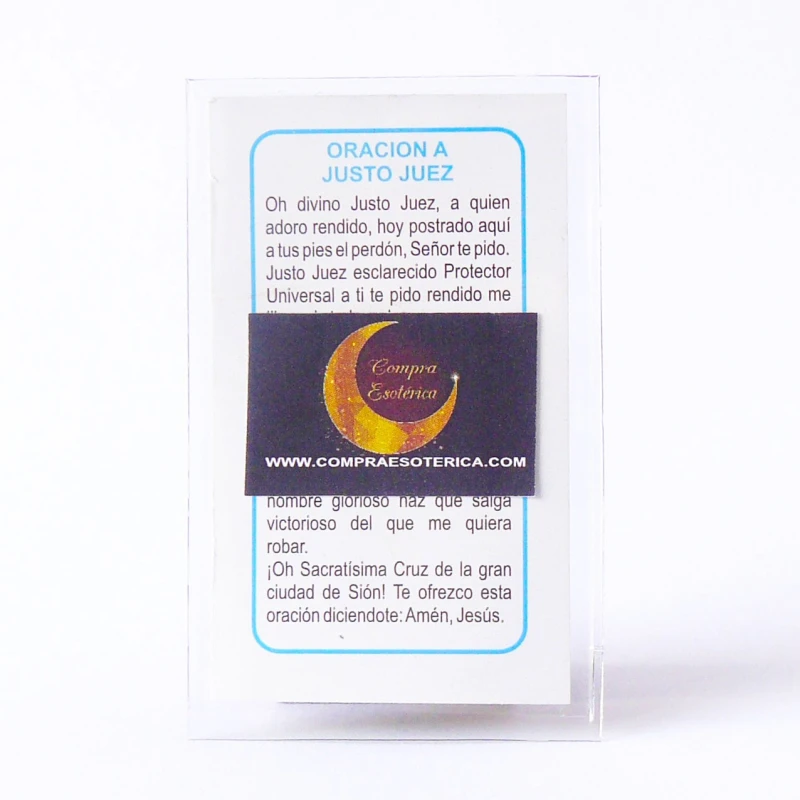 ORACION A
JUSTO JUEZ
Oh divino Justo Juez, a quien
adoro rendido, hoy postrado aquí
a tus pies el perdón, Señor te pido.
Justo Juez esclarecido Protector
Universal a ti te pido rendido me
Compra
Esotérica
WWW.COMPRAESOTERICA.COM
nombre glorioso haz que salga
victorioso del que me quiera
robar.
¡Oh Sacratísima Cruz de la gran
ciudad de Sión! Te ofrezco esta
oración diciendote: Amén, Jesús.